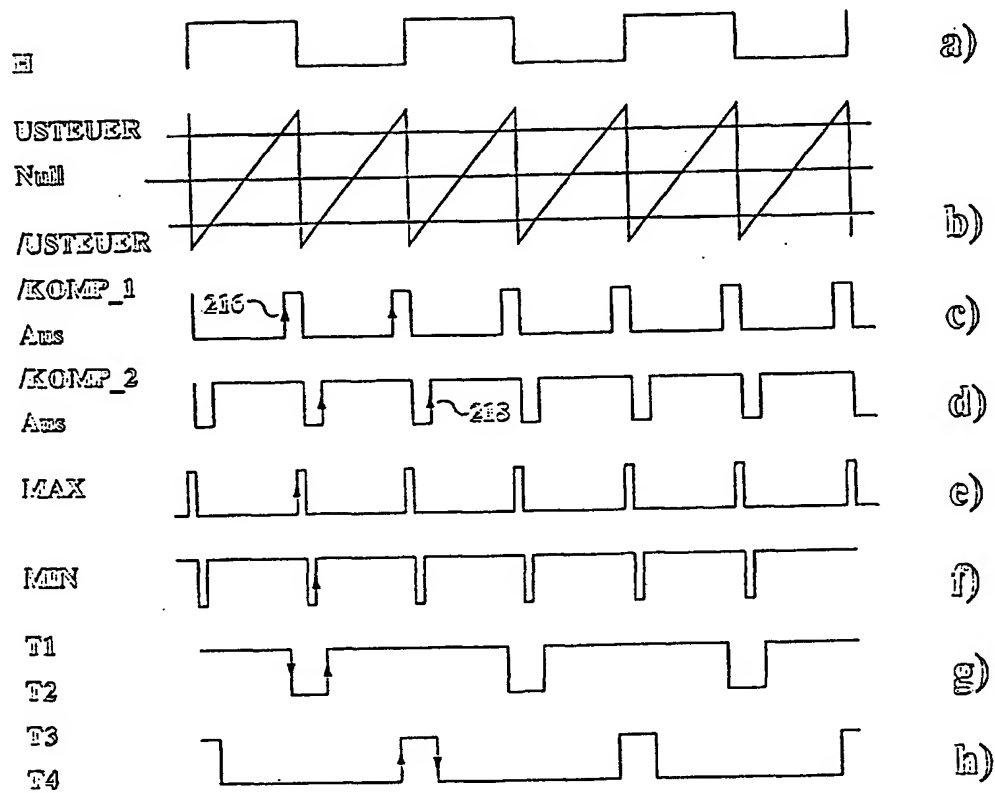 H
a)
USTEUER
Null
/USTEUER
b)
/KOMP_1
216
Aus
c)
/KOMP_2
Aus
218
d)
MAX
e)
MIN
f)
T1
T2
g)
T3
T4
h)